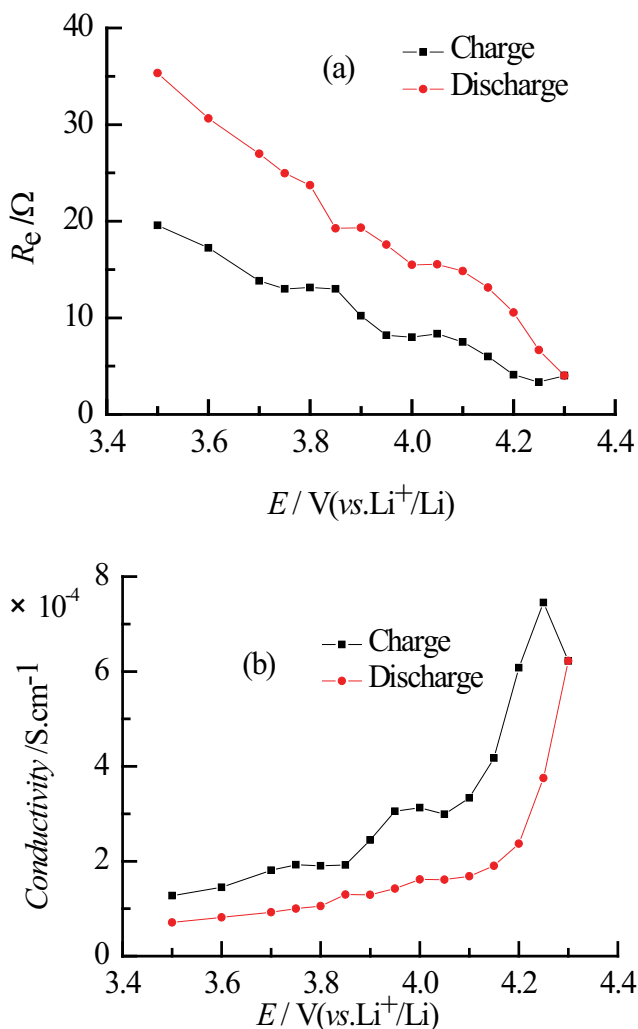 40
30
20
10
0
Re /Ω
(a)
Charge
Discharge
3.4 3.6 3.8 4.0 4.2 4.4
E / V(vs.Li⁺/Li)
8
6
4
2
0
× 10⁻⁴
Conductivity /S.cm⁻¹
(b)
Charge
Discharge
3.4 3.6 3.8 4.0 4.2 4.4
E / V(vs.Li⁺/Li)